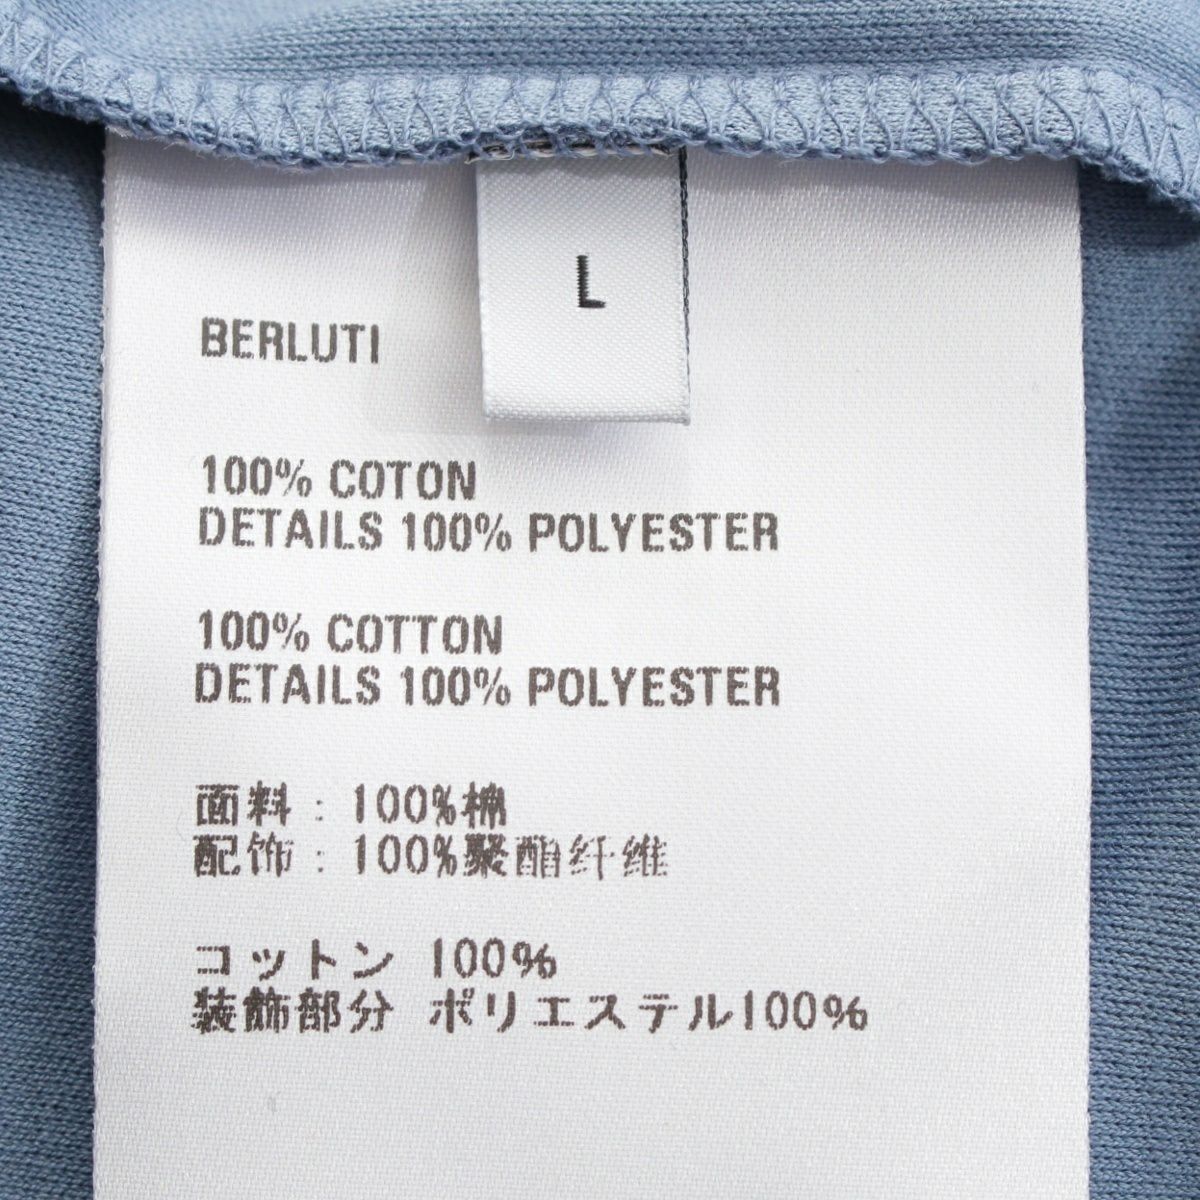 L
BERLUTI
100% COTON
DETAILS 100% POLYESTER
100% COTTON
DETAILS 100% POLYESTER
面料 : 100%棉
配饰 : 100%聚酯纤维
コットン 100%
装飾部分 ポリエステル100%